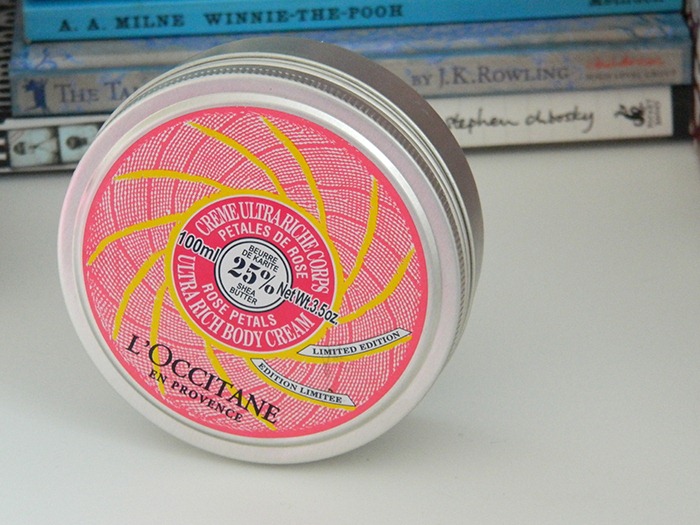 A. A. MILNE WINNIE-THE-POOH
THE TA
BY J.K.ROWLING
stephen chbosky
CRÈME ULTRA RICHE CORPS
PETALES DE ROSE
100ml
BEURRE
DE KARITE
25%
SHEA
BUTTER
Net Wt.3.5oz.
ROSE PETALS
ULTRA RICH BODY CREAM
LIMITED EDITION
EDITION LIMITEE
L'OCCITANE
EN PROVENCE